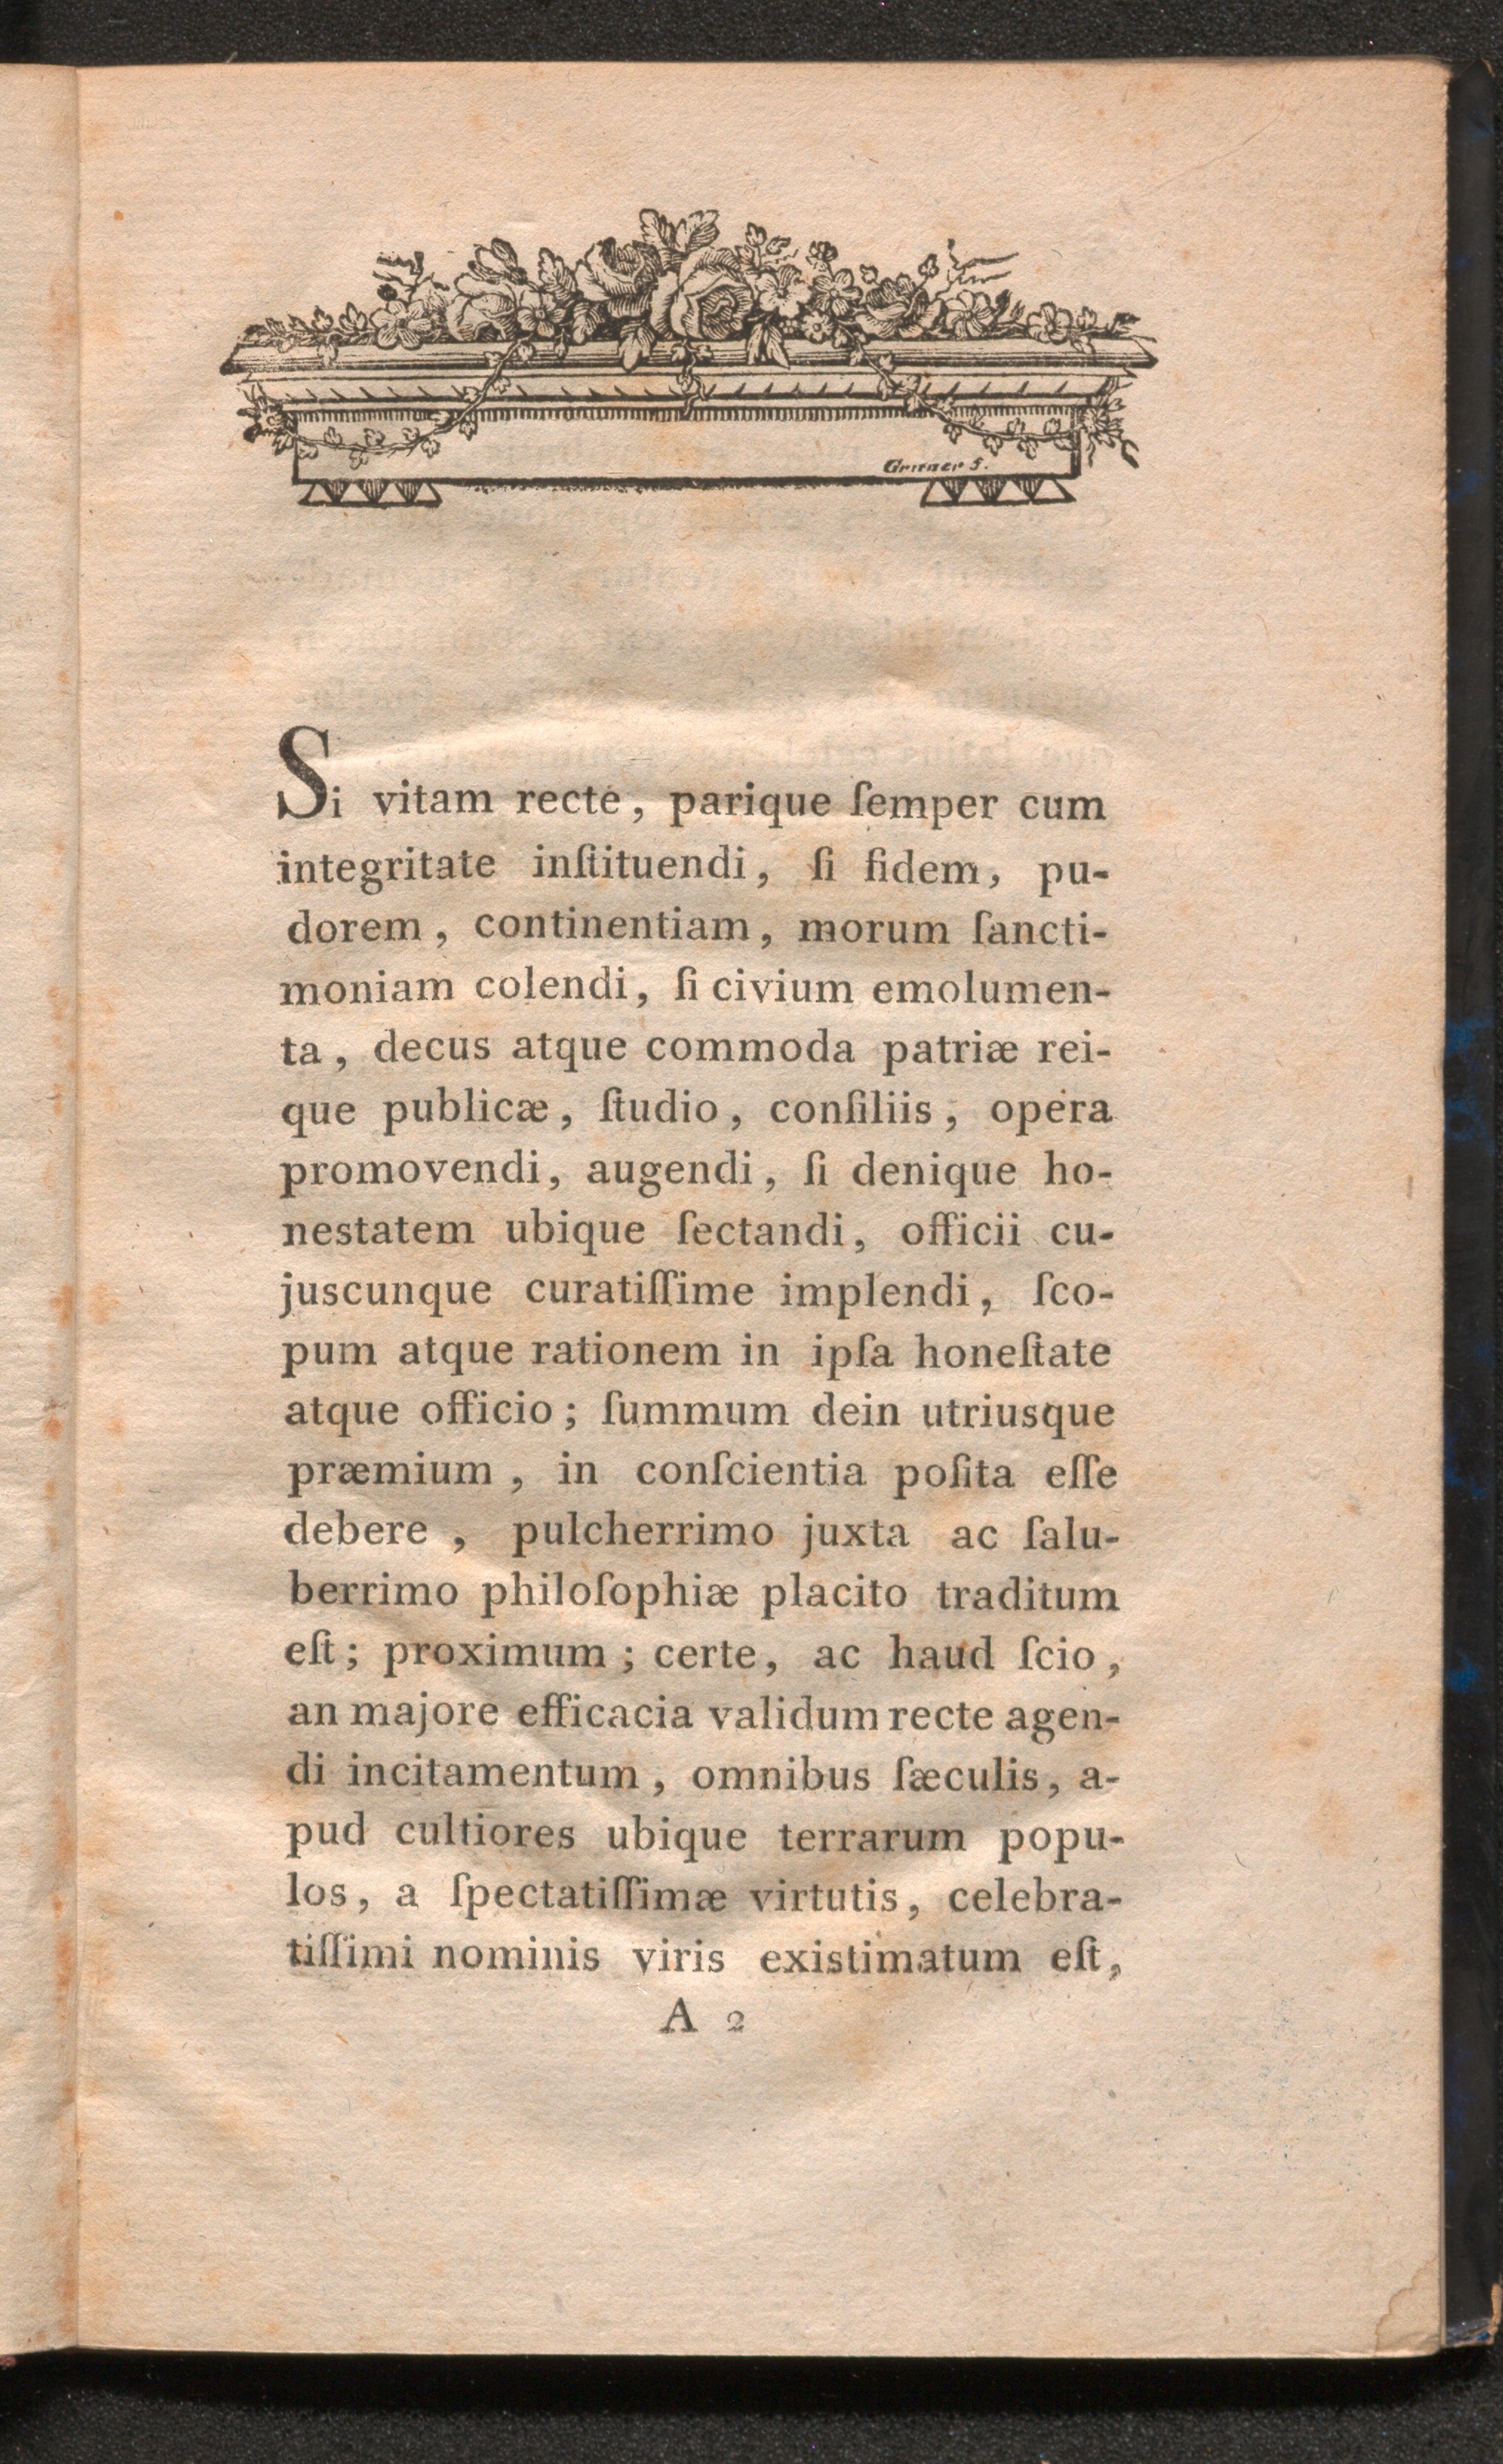 Si vitam recte, parique ſemper cum
integritate inſtituendi, ſi fidem, pu-
dorem, continentiam, morum ſancti-
moniam colendi, ſi civium emolumen-
ta, decus atque commoda patriæ rei-
que publicæ, ſtudio, conſiliis, opera
promovendi, augendi, ſi denique ho-
nestatem ubique ſectandi, officii cu-
juscunque curatiſſime implendi, ſco-
pum atque rationem in ipſa honeſtate
atque officio; ſummum dein utriusque
præmium, in conſcientia poſita eſſe
debere, pulcherrimo juxta ac ſalu-
berrimo philoſophiæ placito traditum
eſt; proximum; certe, ac haud ſcio,
an majore efficacia validum recte agen-
di incitamentum, omnibus ſæculis, a-
pud cultiores ubique terrarum popu-
los, a ſpectatiſſimæ virtutis, celebra-
tiſſimi nominis viris existimatum eſt,
A 2